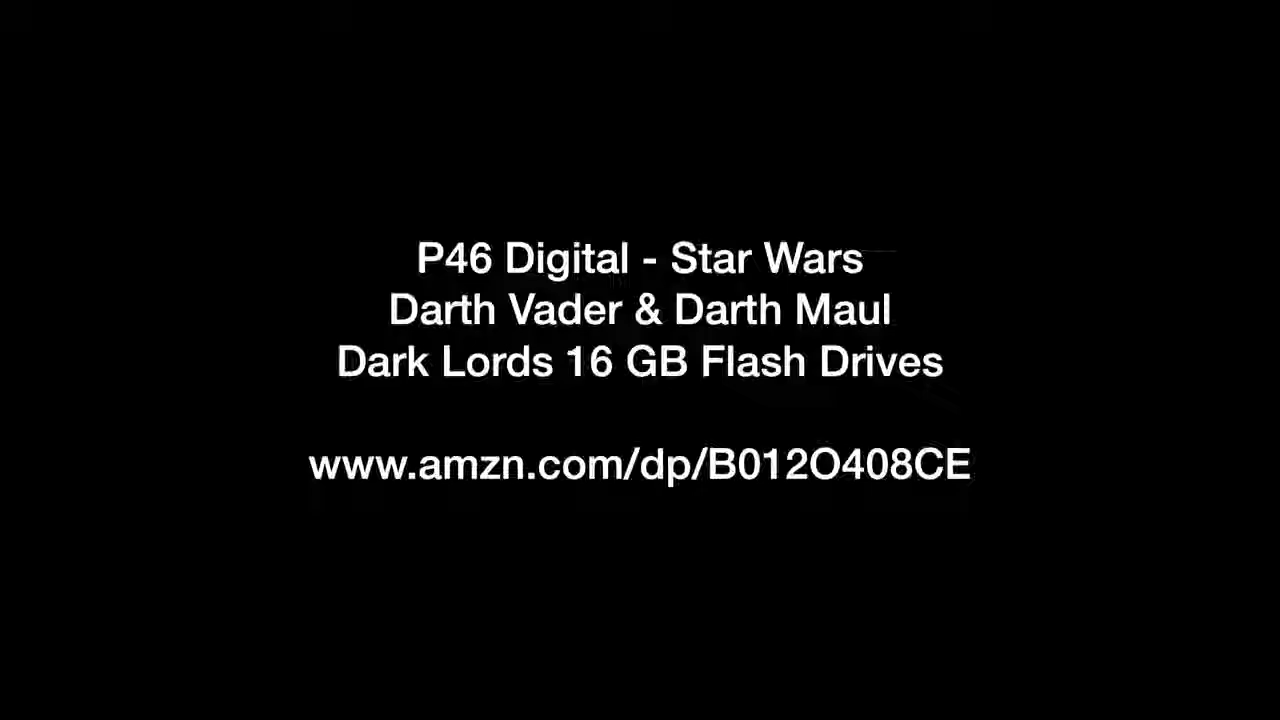 P46 Digital - Star Wars
Darth Vader & Darth Maul
Dark Lords 16 GB Flash Drives
www.amzn.com/dp/B012O408CE